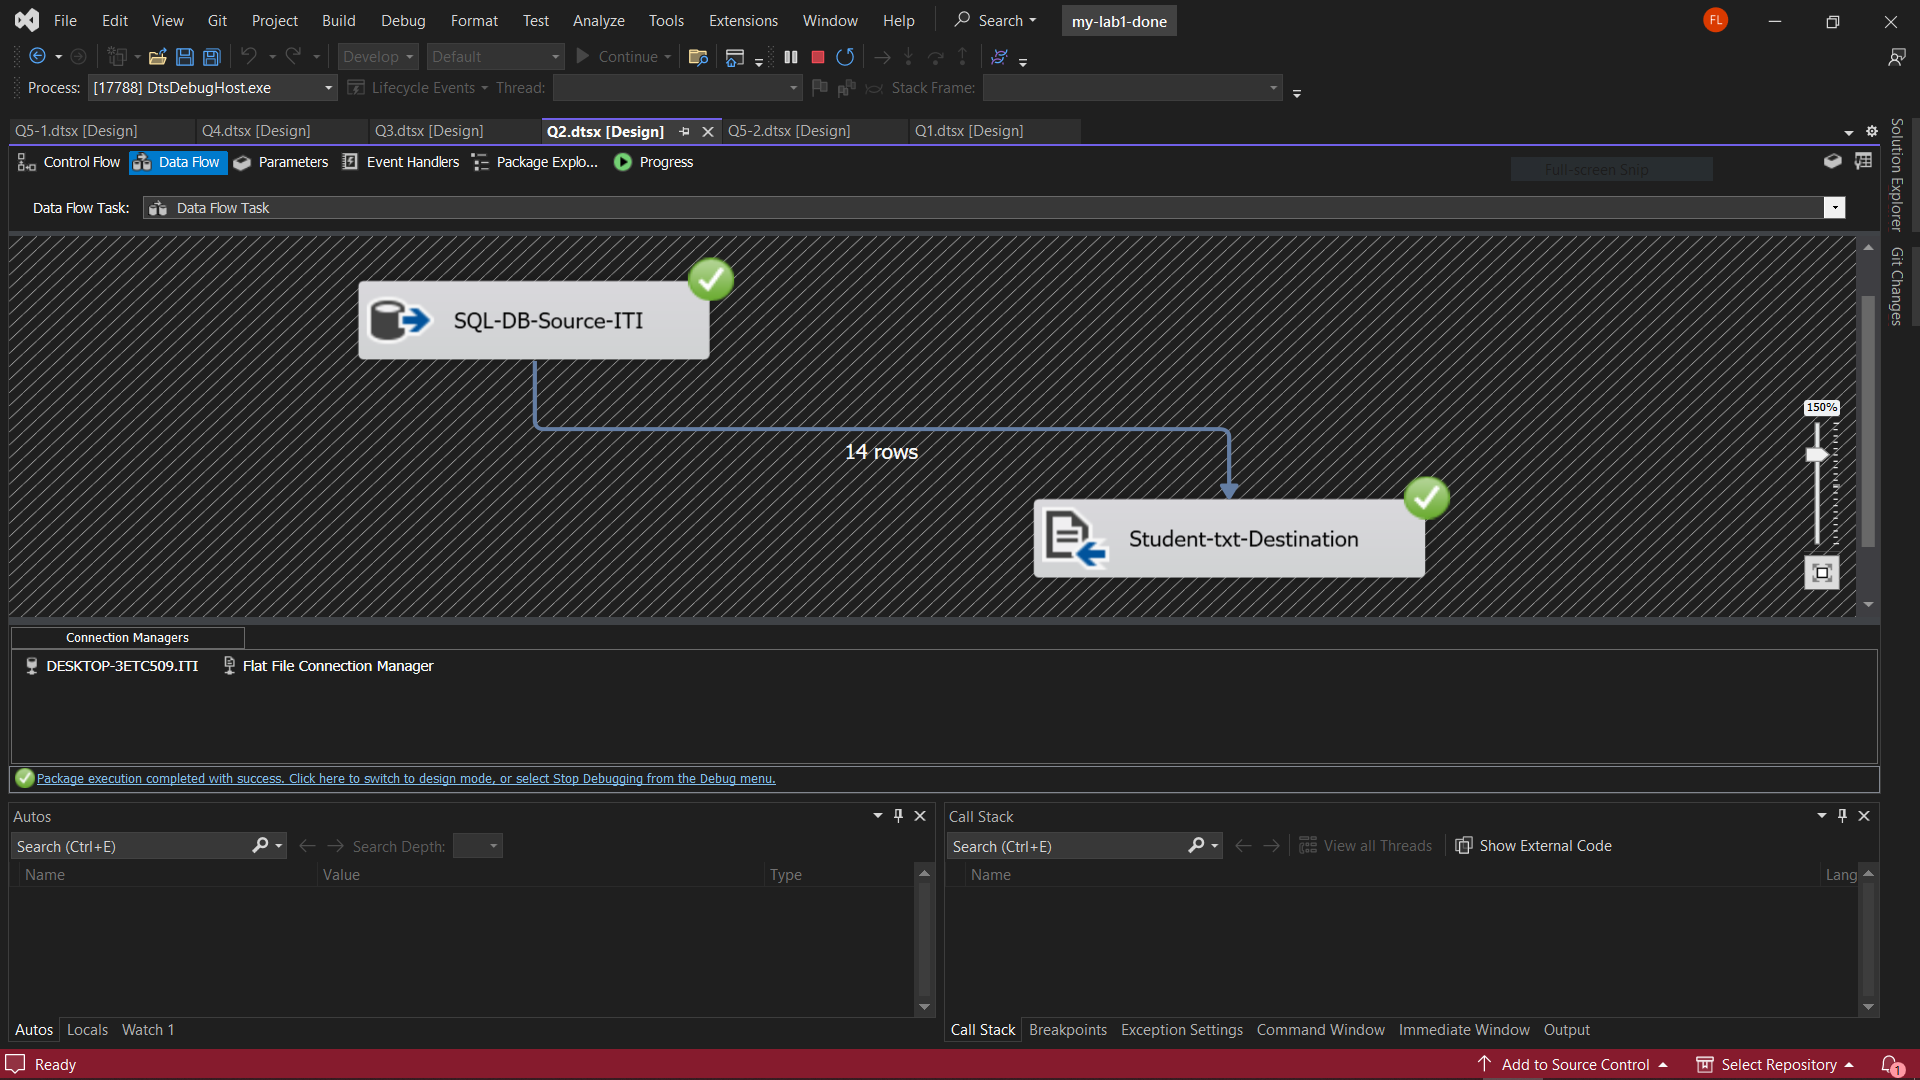 File Edit View Git Project Build Debug Format Test Analyze Tools Extensions Window Help Search my-lab1-done FL
Develop Default Continue
Process: [17788] DtsDebugHost.exe Lifecycle Events Thread: Stack Frame:
Q5-1.dtsx [Design] Q4.dtsx [Design] Q3.dtsx [Design] Q2.dtsx [Design] Q5-2.dtsx [Design] Q1.dtsx [Design]
Control Flow Data Flow Parameters Event Handlers Package Explo... Progress
Full-screen Snip
Data Flow Task: Data Flow Task
Solution Explorer
Git Changes
SQL-DB-Source-ITI
14 rows
Student-txt-Destination
150%
Connection Managers
DESKTOP-3ETC509.ITI Flat File Connection Manager
Package execution completed with success. Click here to switch to design mode, or select Stop Debugging from the Debug menu.
Autos
Search (Ctrl+E) Search Depth:
Name Value Type
Autos Locals Watch 1
Call Stack
Search (Ctrl+E) View all Threads Show External Code
Name Lang
Call Stack Breakpoints Exception Settings Command Window Immediate Window Output
Ready Add to Source Control Select Repository 1